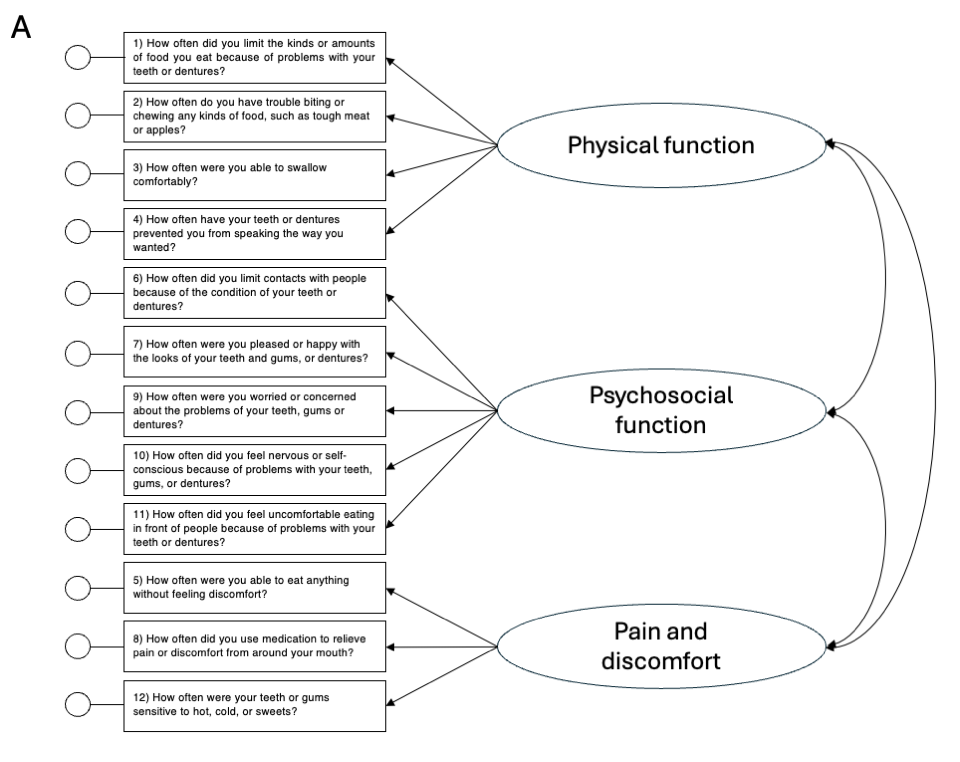 A
1) How often did you limit the kinds or amounts
of food you eat because of problems with your
teeth or dentures?
2) How often do you have trouble biting or
chewing any kinds of food, such as tough meat
or apples?
3) How often were you able to swallow
comfortably?
4) How often have your teeth or dentures
prevented you from speaking the way you
wanted?
6) How often did you limit contacts with people
because of the condition of your teeth or
dentures?
7) How often were you pleased or happy with
the looks of your teeth and gums, or dentures?
9) How often were you worried or concerned
about the problems of your teeth, gums or
dentures?
10) How often did you feel nervous or self-
conscious because of problems with your teeth,
gums, or dentures?
11) How often did you feel uncomfortable eating
in front of people because of problems with your
teeth or dentures?
5) How often were you able to eat anything
without feeling discomfort?
8) How often did you use medication to relieve
pain or discomfort from around your mouth?
12) How often were your teeth or gums
sensitive to hot, cold, or sweets?
Physical function
Psychosocial
function
Pain and
discomfort